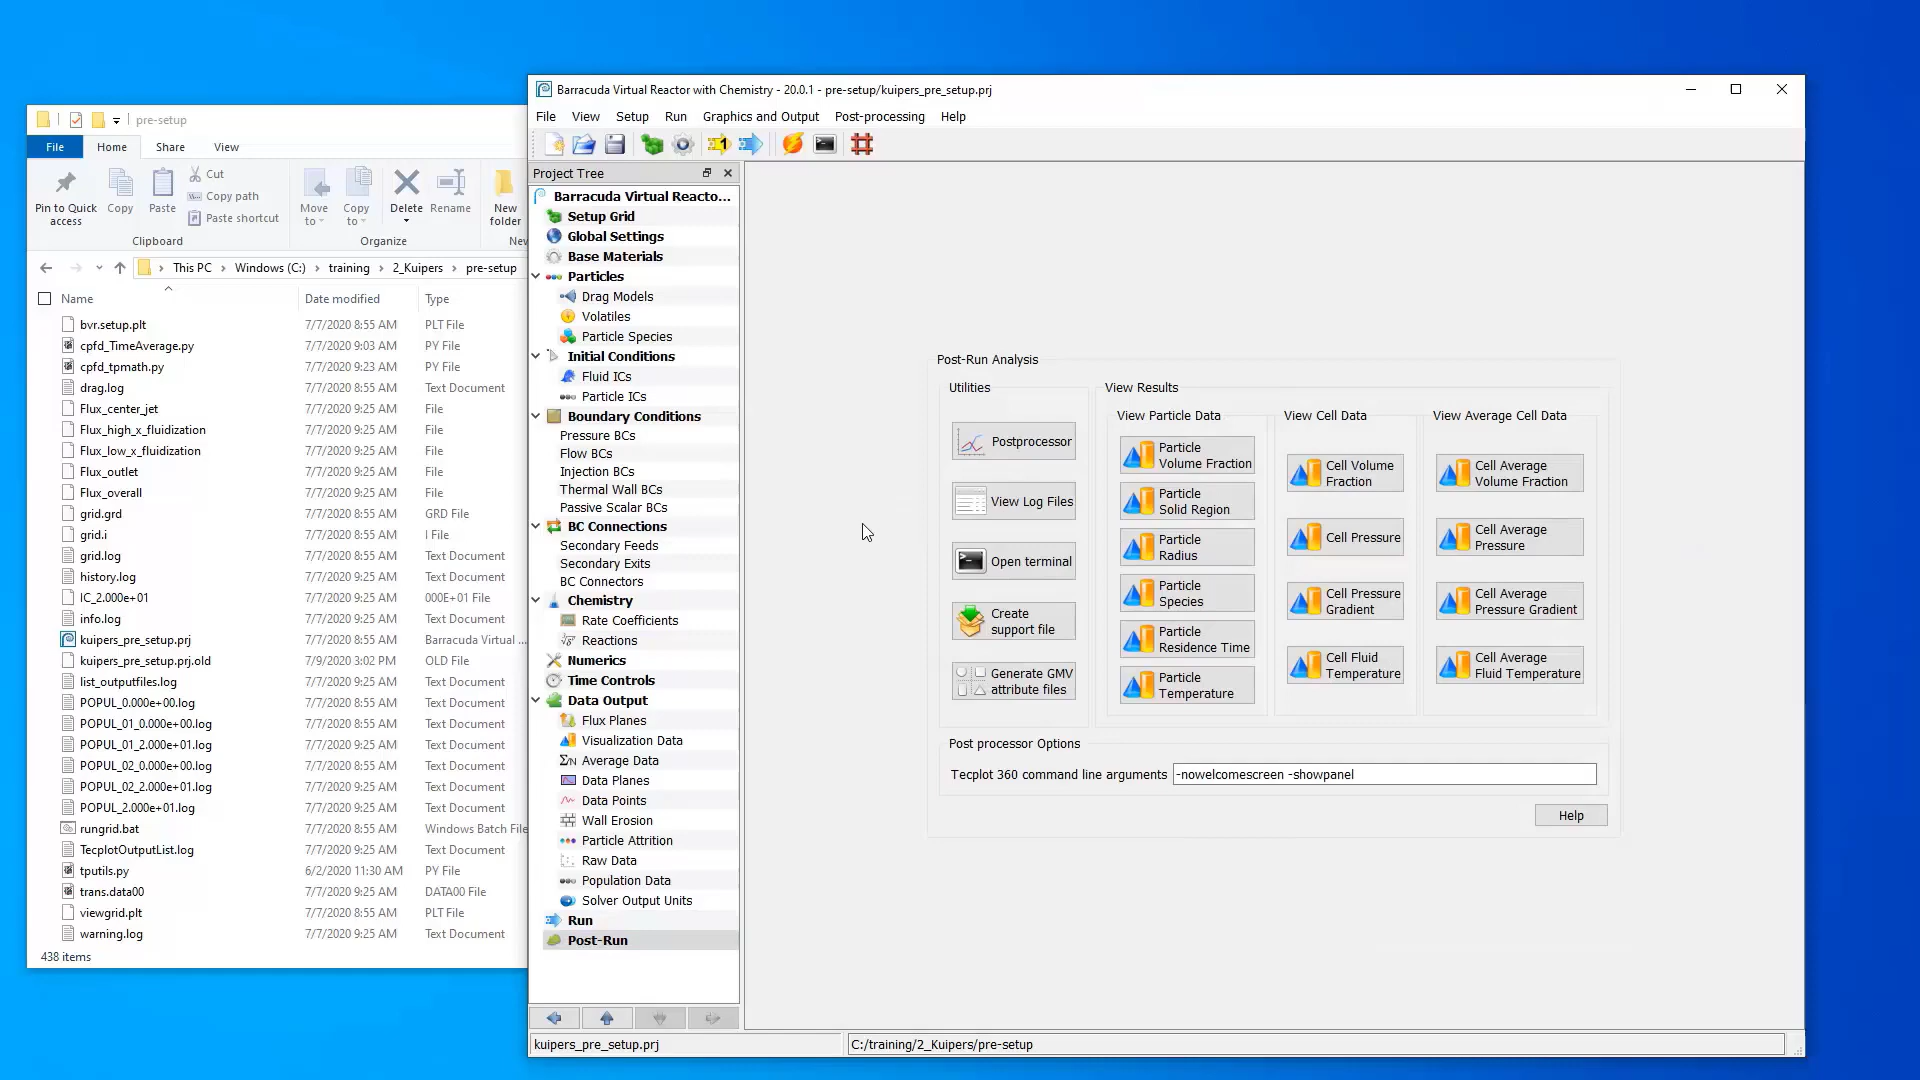 pre-setup
File Home Share View
Pin to Quick access
Copy
Paste
Cut
Copy path
Paste shortcut
Clipboard
Move to
Copy to
Delete
Rename
Organize
New folder
This PC > Windows (C:) > training > 2_Kuipers > pre-setup
Name Date modified Type
bvr.setup.plt 7/7/2020 8:55 AM PLT File
cpfd_TimeAverage.py 7/7/2020 9:03 AM PY File
cpfd_tpmath.py 7/7/2020 9:23 AM PY File
drag.log 7/7/2020 8:55 AM Text Document
Flux_center_jet 7/7/2020 9:25 AM File
Flux_high_x_fluidization 7/7/2020 9:25 AM File
Flux_low_x_fluidization 7/7/2020 9:25 AM File
Flux_outlet 7/7/2020 9:25 AM File
Flux_overall 7/7/2020 9:25 AM File
grid.grd 7/7/2020 8:55 AM GRD File
grid.i 7/7/2020 8:55 AM I File
grid.log 7/7/2020 8:55 AM Text Document
history.log 7/7/2020 9:25 AM Text Document
IC_2.000e+01 7/7/2020 9:25 AM 000E+01 File
info.log 7/7/2020 9:25 AM Text Document
kuipers_pre_setup.prj 7/7/2020 8:55 AM Barracuda Virtual ...
kuipers_pre_setup.prj.old 7/9/2020 3:02 PM OLD File
list_outputfiles.log 7/7/2020 9:25 AM Text Document
POPUL_0.000e+00.log 7/7/2020 8:55 AM Text Document
POPUL_01_0.000e+00.log 7/7/2020 8:55 AM Text Document
POPUL_01_2.000e+01.log 7/7/2020 9:25 AM Text Document
POPUL_02_0.000e+00.log 7/7/2020 8:55 AM Text Document
POPUL_02_2.000e+01.log 7/7/2020 9:25 AM Text Document
POPUL_2.000e+01.log 7/7/2020 9:25 AM Text Document
rungrid.bat 7/7/2020 8:55 AM Windows Batch File
TecplotOutputList.log 7/7/2020 9:25 AM Text Document
tputils.py 6/2/2020 11:30 AM PY File
trans.data00 7/7/2020 9:25 AM DATA00 File
viewgrid.plt 7/7/2020 8:55 AM PLT File
warning.log 7/7/2020 9:25 AM Text Document
438 items
Barracuda Virtual Reactor with Chemistry - 20.0.1 - pre-setup/kuipers_pre_setup.prj
File View Setup Run Graphics and Output Post-processing Help
1
Project Tree
Barracuda Virtual Reacto...
Setup Grid
Global Settings
Base Materials
Particles
Drag Models
Volatiles
Particle Species
Initial Conditions
Fluid ICs
Particle ICs
Boundary Conditions
Pressure BCs
Flow BCs
Injection BCs
Thermal Wall BCs
Passive Scalar BCs
BC Connections
Secondary Feeds
Secondary Exits
BC Connectors
Chemistry
Rate Coefficients
Reactions
Numerics
Time Controls
Data Output
Flux Planes
Visualization Data
Average Data
Data Planes
Data Points
Wall Erosion
Particle Attrition
Raw Data
Population Data
Solver Output Units
Run
Post-Run
Post-Run Analysis
Utilities
Postprocessor
View Log Files
Open terminal
Create
support file
Generate GMV
attribute files
View Results
View Particle Data
Particle
Volume Fraction
Particle
Solid Region
Particle
Radius
Particle
Species
Particle
Residence Time
Particle
Temperature
View Cell Data
Cell Volume
Fraction
Cell Pressure
Cell Pressure
Gradient
Cell Fluid
Temperature
View Average Cell Data
Cell Average
Volume Fraction
Cell Average
Pressure
Cell Average
Pressure Gradient
Cell Average
Fluid Temperature
Post processor Options
Tecplot 360 command line arguments -nowelcomescreen -showpanel
Help
kuipers_pre_setup.prj C:/training/2_Kuipers/pre-setup